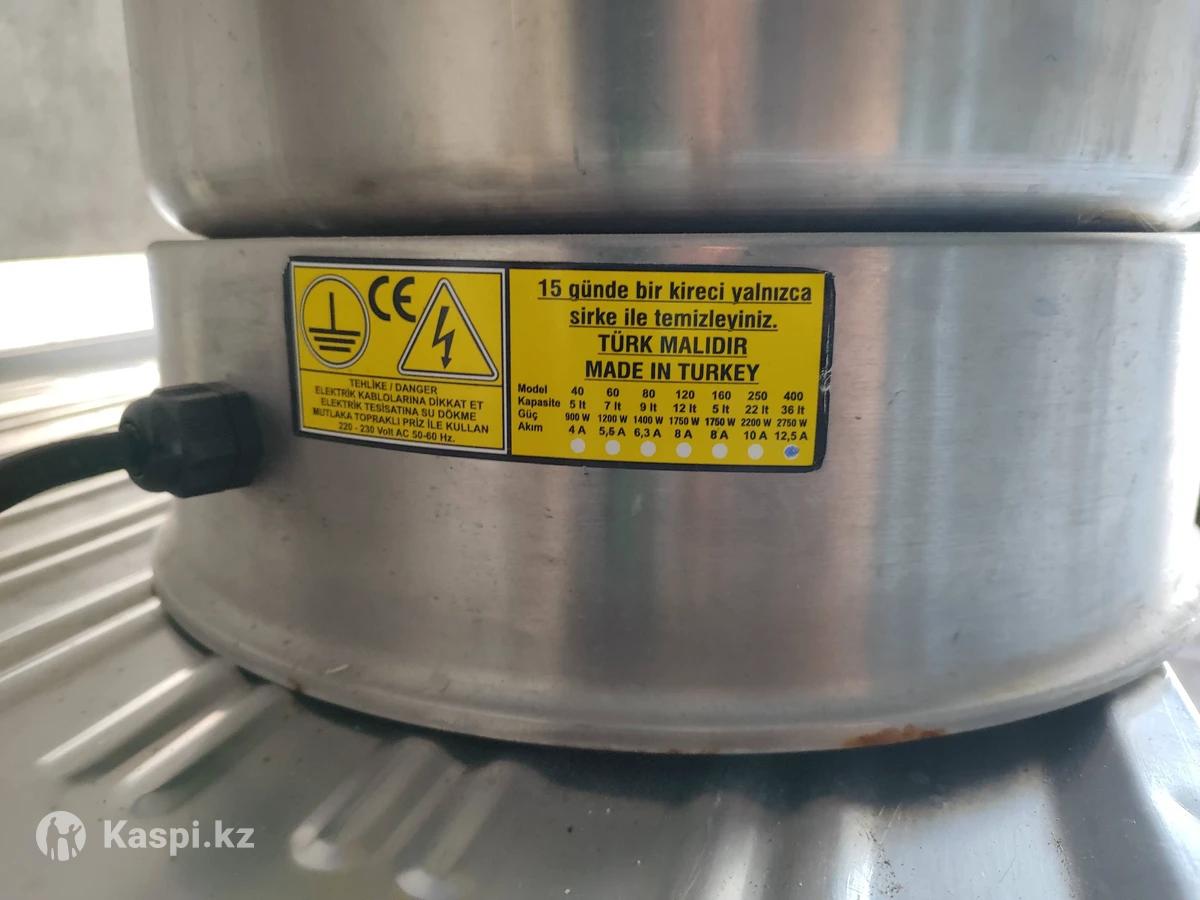 CE
TEHLİKE / DANGER
ELEKTRİK KABLOLARINA DİKKAT ET
ELEKTRİK TESİSATINA SU DÖKME
MUTLAKA TOPRAKLI PRİZ İLE KULLAN
220 - 230 Volt AC 50-60 Hz.
15 günde bir kireci yalnızca
sirke ile temizleyiniz.
TÜRK MALIDIR
MADE IN TURKEY
Model 40 60 80 120 160 250 400
Kapasite 5 lt 7 lt 9 lt 12 lt 5 lt 22 lt 36 lt
Güç 900 W 1200 W 1400 W 1750 W 1750 W 2200 W 2750 W
Akım 4 A 5,5 A 6,3 A 8 A 8 A 10 A 12,5 A
Kaspi.kz